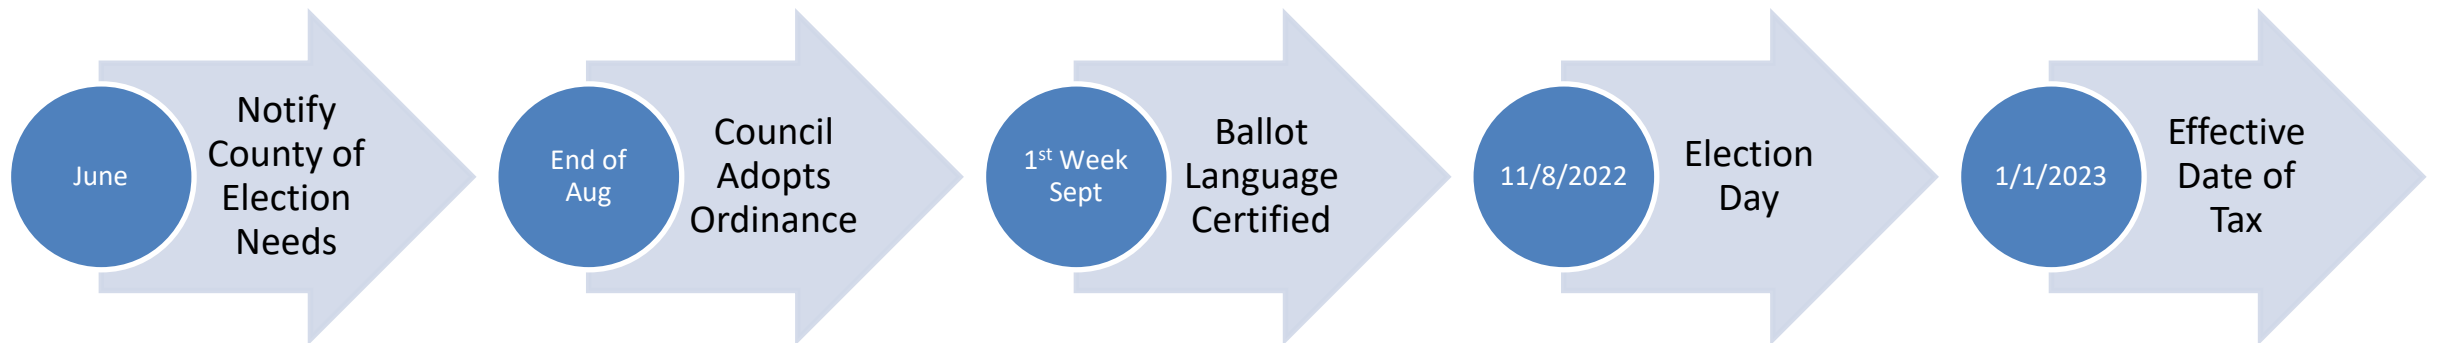 June
Notify
County of
Election
Needs
End of
Aug
Council
Adopts
Ordinance
1st Week
Sept
Ballot
Language
Certified
11/8/2022
Election
Day
1/1/2023
Effective
Date of
Tax